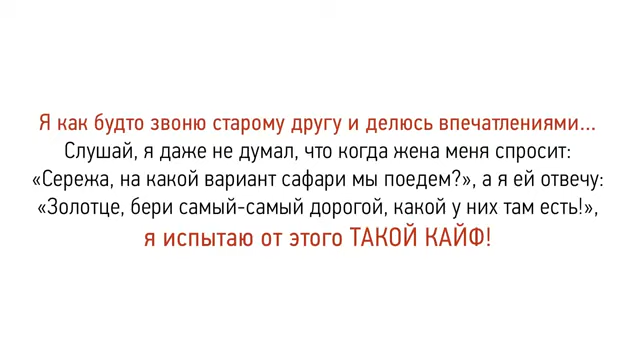 Я как будто звоню старому другу и делюсь впечатлениями...
Слушай, я даже не думал, что когда жена меня спросит:
«Сережа, на какой вариант сафари мы поедем?», а я ей отвечу:
«Золотце, бери самый-самый дорогой, какой у них там есть!»,
я испытаю от этого ТАКОЙ КАЙФ!